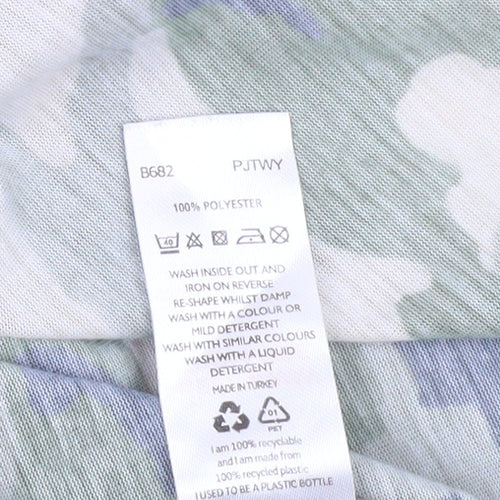 B682 PJTWY
100% POLYESTER
40
WASH INSIDE OUT AND
IRON ON REVERSE
RE-SHAPE WHILST DAMP
WASH WITH A COLOUR OR
MILD DETERGENT
WASH WITH SIMILAR COLOURS
WASH WITH A LIQUID
DETERGENT
MADE IN TURKEY
01
PET
I am 100% recyclable
and I am made from
100% recycled plastic
I USED TO BE A PLASTIC BOTTLE